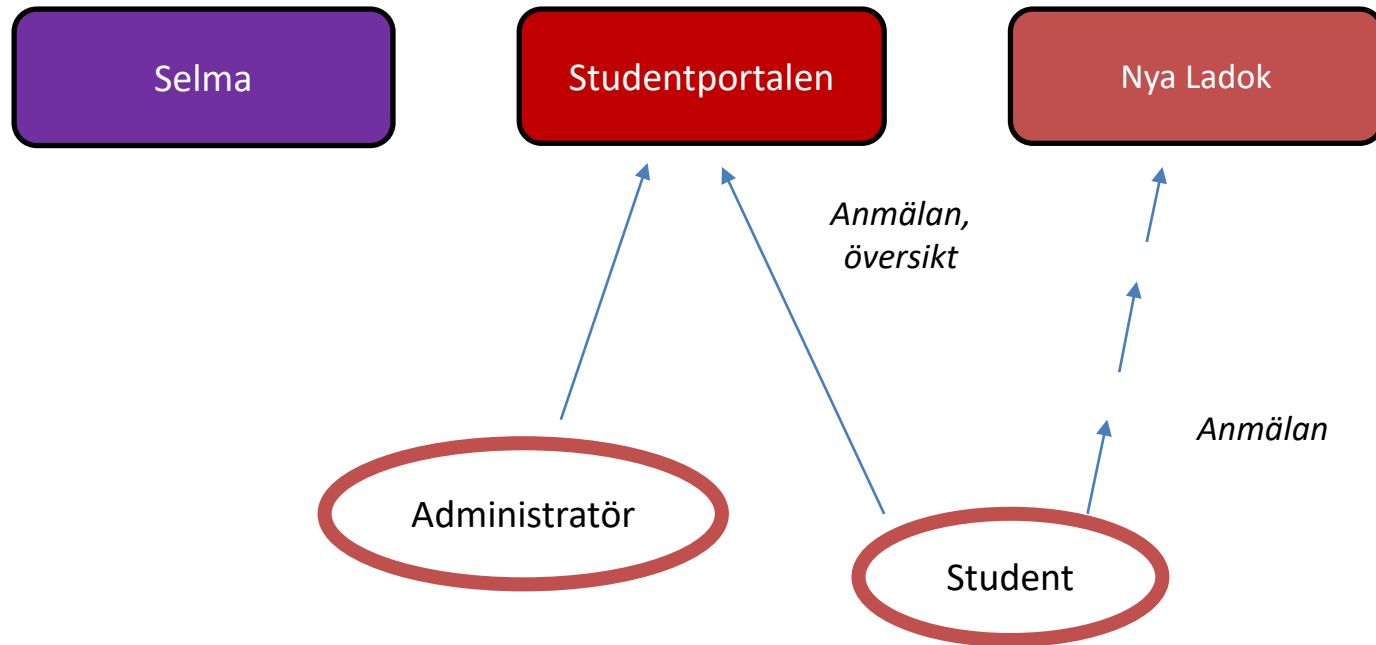 Selma
Studentportalen
Nya Ladok
Anmälan,
översikt
Anmälan
Administratör
Student